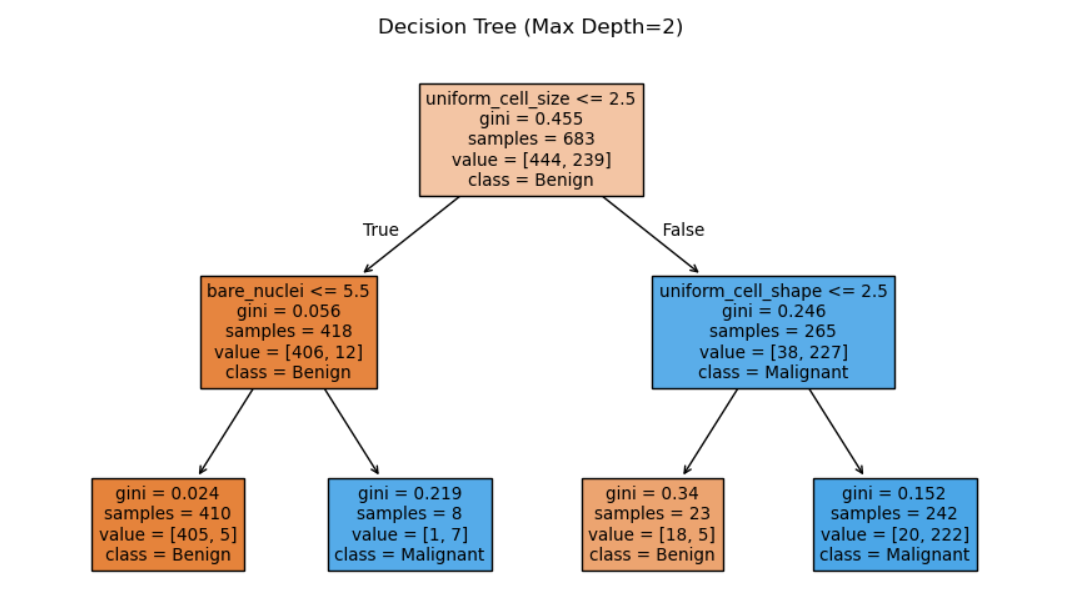 Decision Tree (Max Depth=2)
uniform_cell_size <= 2.5
gini = 0.455
samples = 683
value = [444, 239]
class = Benign
True
False
bare_nuclei <= 5.5
gini = 0.056
samples = 418
value = [406, 12]
class = Benign
uniform_cell_shape <= 2.5
gini = 0.246
samples = 265
value = [38, 227]
class = Malignant
gini = 0.024
samples = 410
value = [405, 5]
class = Benign
gini = 0.219
samples = 8
value = [1, 7]
class = Malignant
gini = 0.34
samples = 23
value = [18, 5]
class = Benign
gini = 0.152
samples = 242
value = [20, 222]
class = Malignant